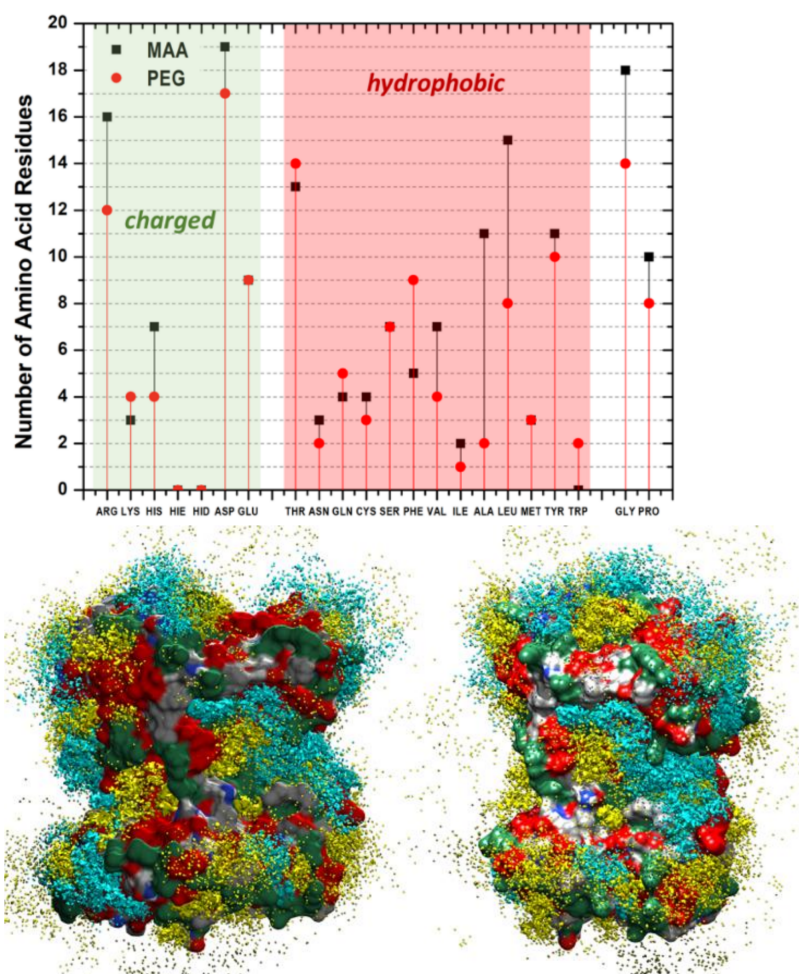 20
18
16
14
12
10
8
6
4
2
0
Number of Amino Acid Residues
MAA
PEG
charged
hydrophobic
ARG LYS HIS HIE HID ASP GLU THR ASN GLN CYS SER PHE VAL ILE ALA LEU MET TYR TRP GLY PRO